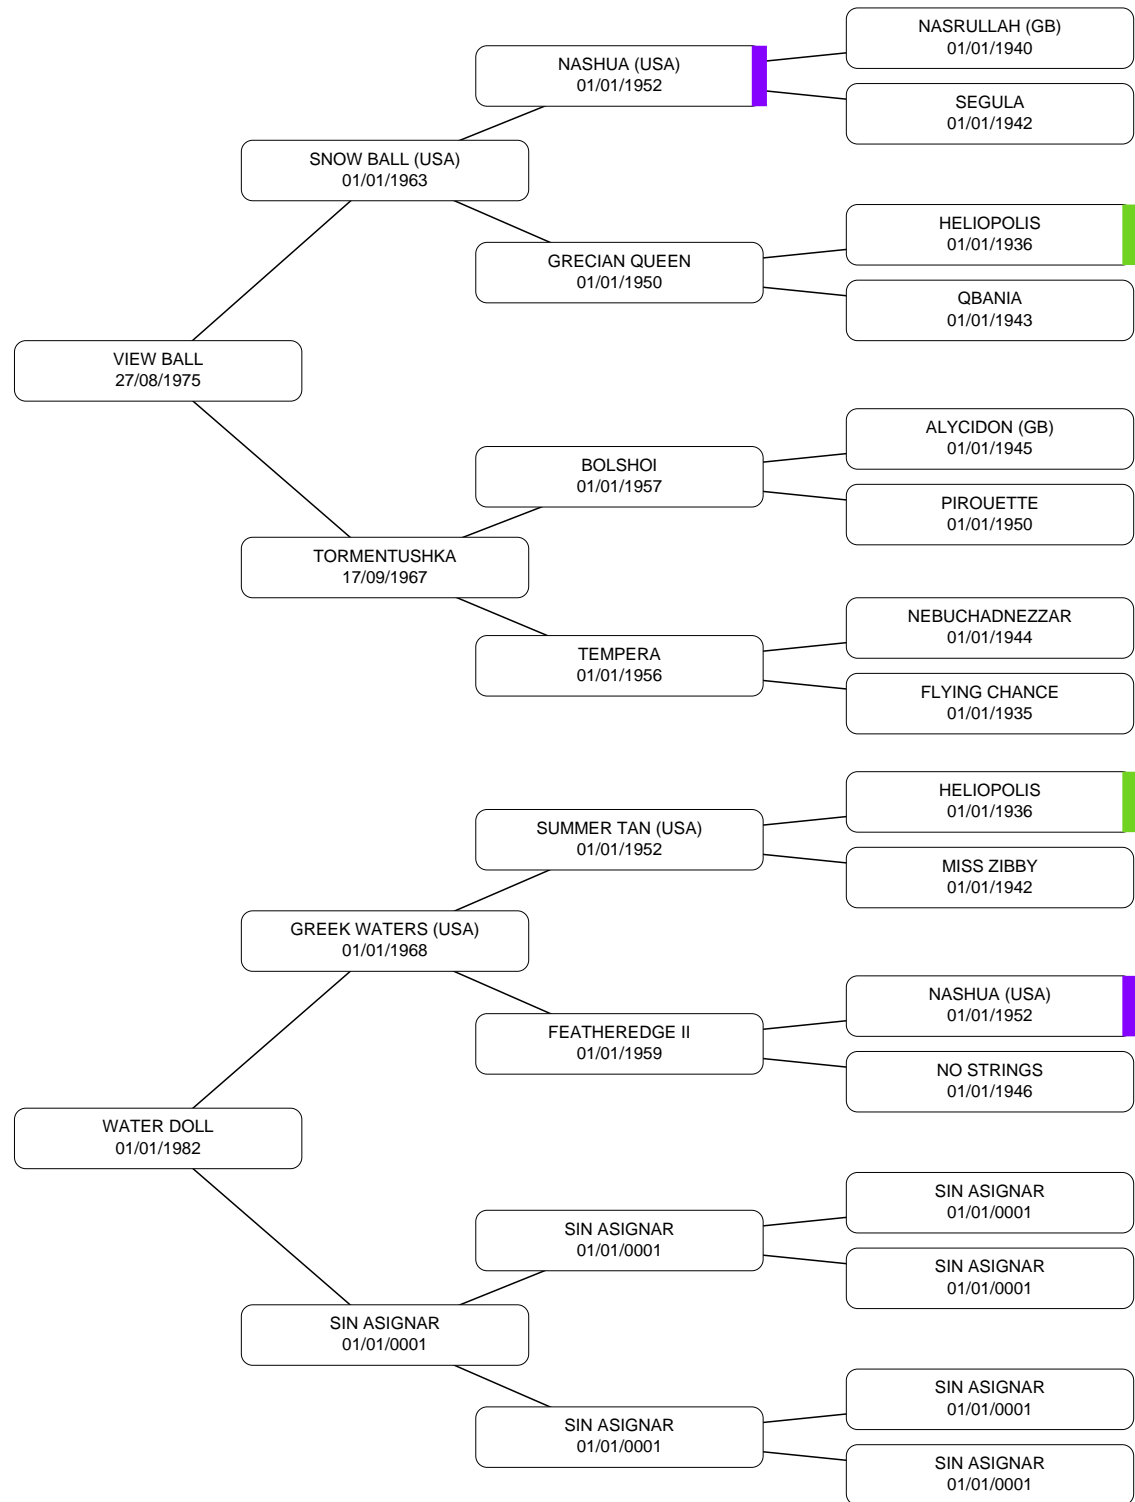 NASRULLAH (GB)
01/01/1940
NASHUA (USA)
01/01/1952
SEGULA
01/01/1942
SNOW BALL (USA)
01/01/1963
HELIOPOLIS
01/01/1936
GRECIAN QUEEN
01/01/1950
QBANIA
01/01/1943
VIEW BALL
27/08/1975
ALYCIDON (GB)
01/01/1945
BOLSHOI
01/01/1957
PIROUETTE
01/01/1950
TORMENTUSHKA
17/09/1967
NEBUCHADNEZZAR
01/01/1944
TEMPERA
01/01/1956
FLYING CHANCE
01/01/1935
HELIOPOLIS
01/01/1936
SUMMER TAN (USA)
01/01/1952
MISS ZIBBY
01/01/1942
GREEK WATERS (USA)
01/01/1968
NASHUA (USA)
01/01/1952
FEATHEREDGE II
01/01/1959
NO STRINGS
01/01/1946
WATER DOLL
01/01/1982
SIN ASIGNAR
01/01/0001
SIN ASIGNAR
01/01/0001
SIN ASIGNAR
01/01/0001
SIN ASIGNAR
01/01/0001
SIN ASIGNAR
01/01/0001
SIN ASIGNAR
01/01/0001
SIN ASIGNAR
01/01/0001